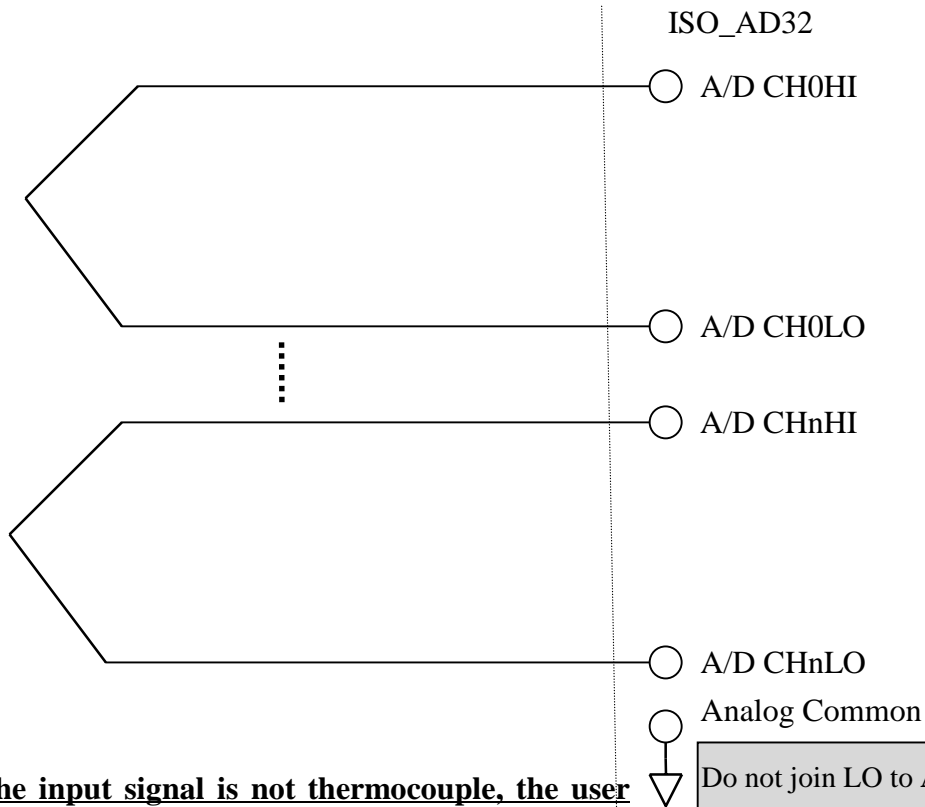 ISO_AD32
A/D CH0HI
A/D CH0LO
A/D CHnHI
A/D CHnLO
Analog Common
he input signal is not thermocouple, the user
Do not join LO to